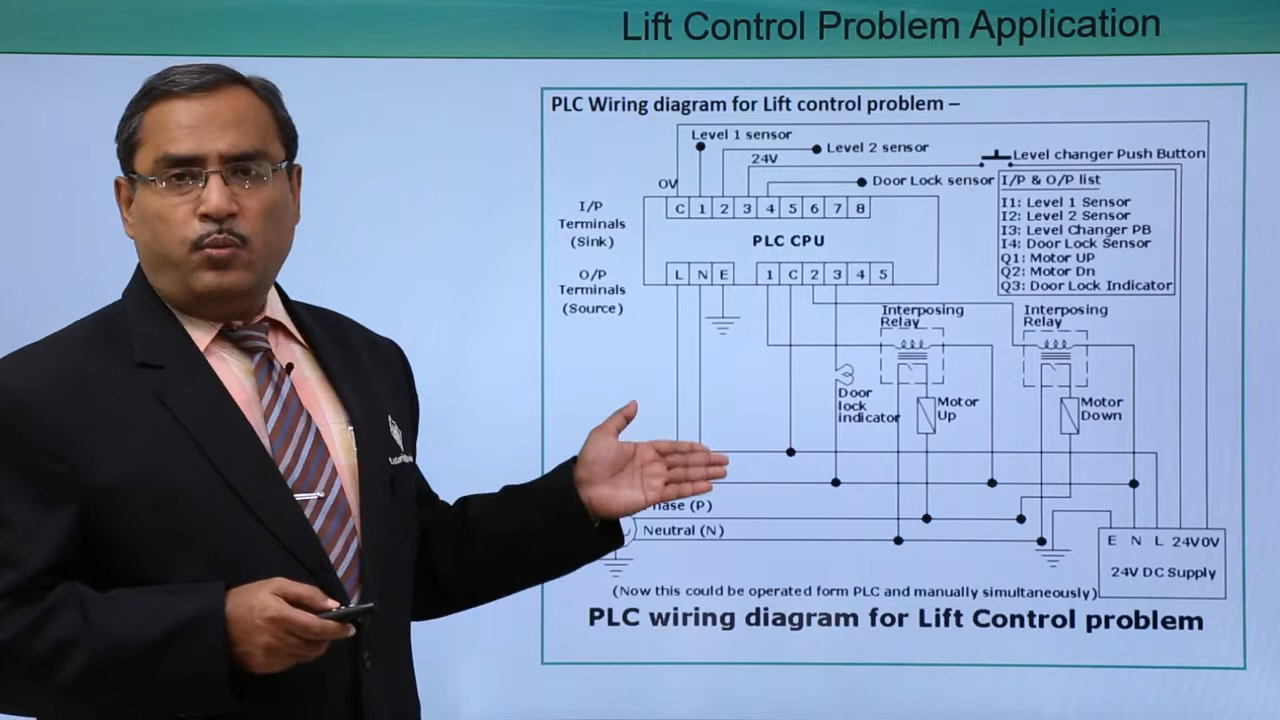 Lift Control Problem Application
PLC Wiring diagram for Lift control problem –
Level 1 sensor
Level 2 sensor
24V
Level changer Push Button
0V
Door Lock sensor
I/P & O/P list
I/P
Terminals
(Sink)
C 1 2 3 4 5 6 7 8
I1: Level 1 Sensor
I2: Level 2 Sensor
I3: Level Changer PB
I4: Door Lock Sensor
Q1: Motor UP
Q2: Motor Dn
Q3: Door Lock Indicator
PLC CPU
O/P
Terminals
(Source)
L N E 1 C 2 3 4 5
Interposing
Relay
Interposing
Relay
Door
lock
indicator
Motor
Up
Motor
Down
(P)
Neutral (N)
E N L 24V 0V
24V DC Supply
(Now this could be operated form PLC and manually simultaneously)
PLC wiring diagram for Lift Control problem